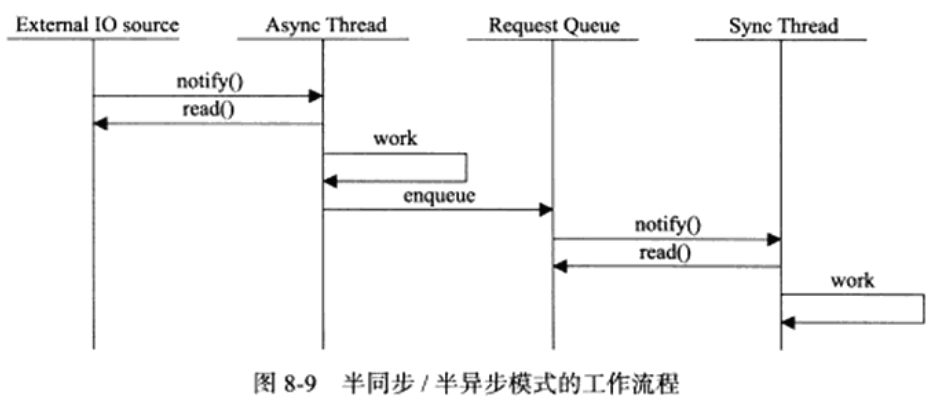 External IO source Async Thread Request Queue Sync Thread
notify()
read()
work
enqueue
notify()
read()
work
图 8-9 半同步 / 半异步模式的工作流程